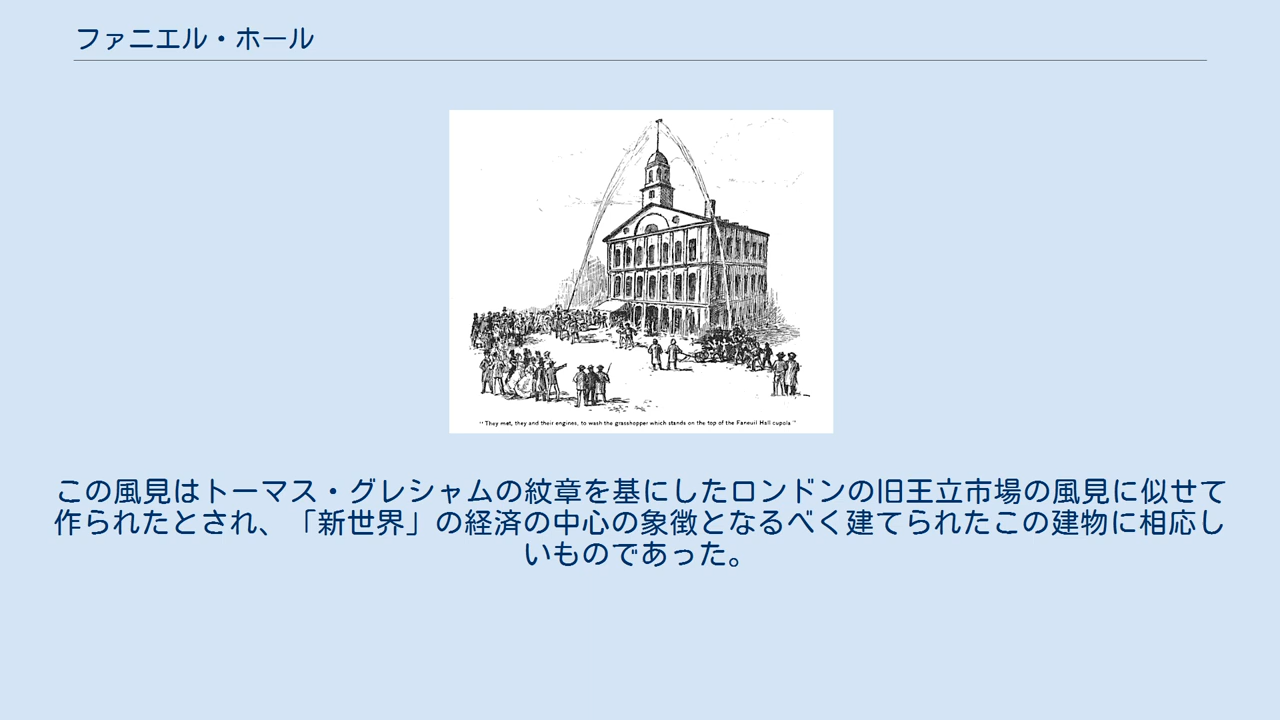 ファニエル・ホール
"They met, they and their engines, to wash the grasshopper which stands on the top of the Faneuil Hall cupola"
この風見はトーマス・グレシャムの紋章を基にしたロンドンの旧王立市場の風見に似せて
作られたとされ、「新世界」の経済の中心の象徴となるべく建てられたこの建物に相応し
いものであった。